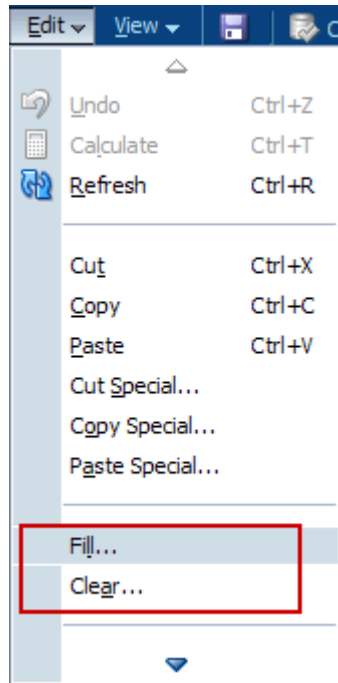 Edit View C
Undo Ctrl+Z
Calculate Ctrl+T
Refresh Ctrl+R
Cut Ctrl+X
Copy Ctrl+C
Paste Ctrl+V
Cut Special...
Copy Special...
Paste Special...
Fill...
Clear...